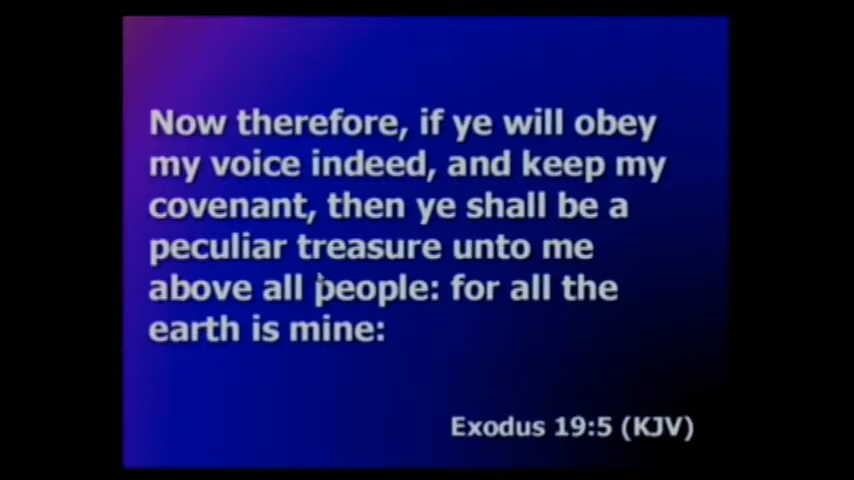 Now therefore, if ye will obey
my voice indeed, and keep my
covenant, then ye shall be a
peculiar treasure unto me
above all people: for all the
earth is mine:
Exodus 19:5 (KJV)